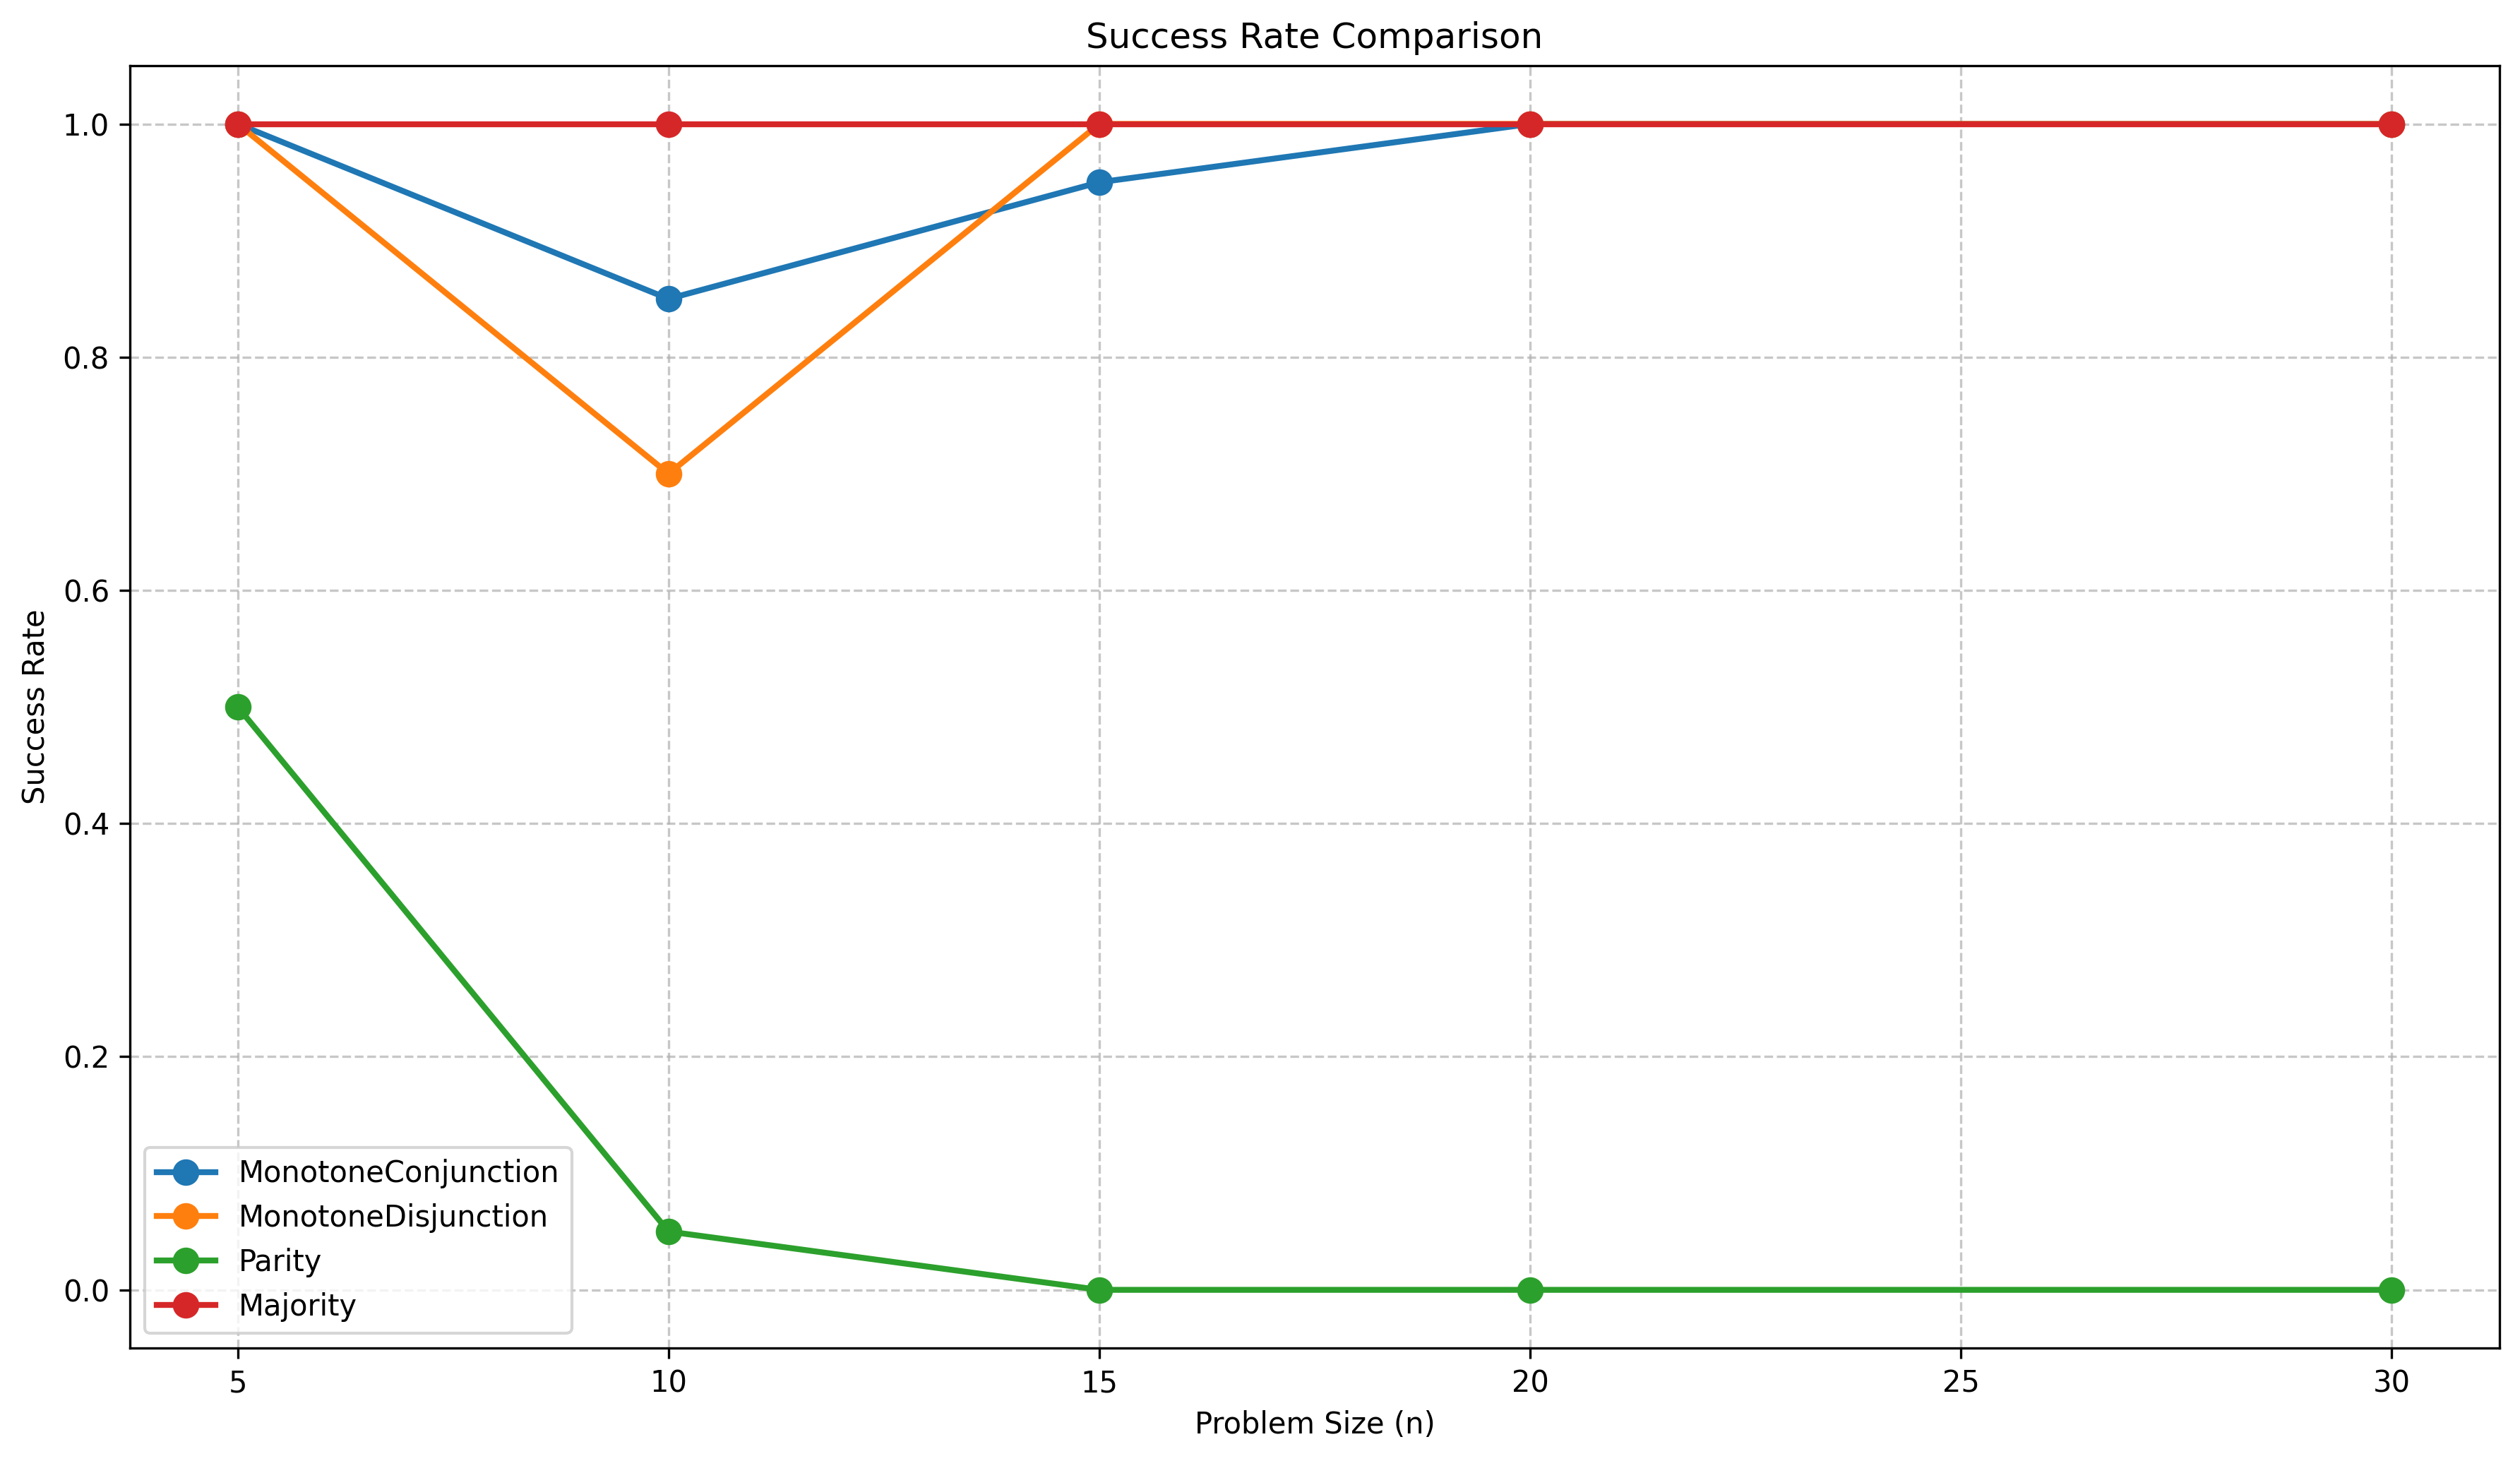 Success Rate Comparison
Success Rate
1.0
0.8
0.6
0.4
0.2
0.0
MonotoneConjunction
MonotoneDisjunction
Parity
Majority
5 10 15 20 25 30
Problem Size (n)